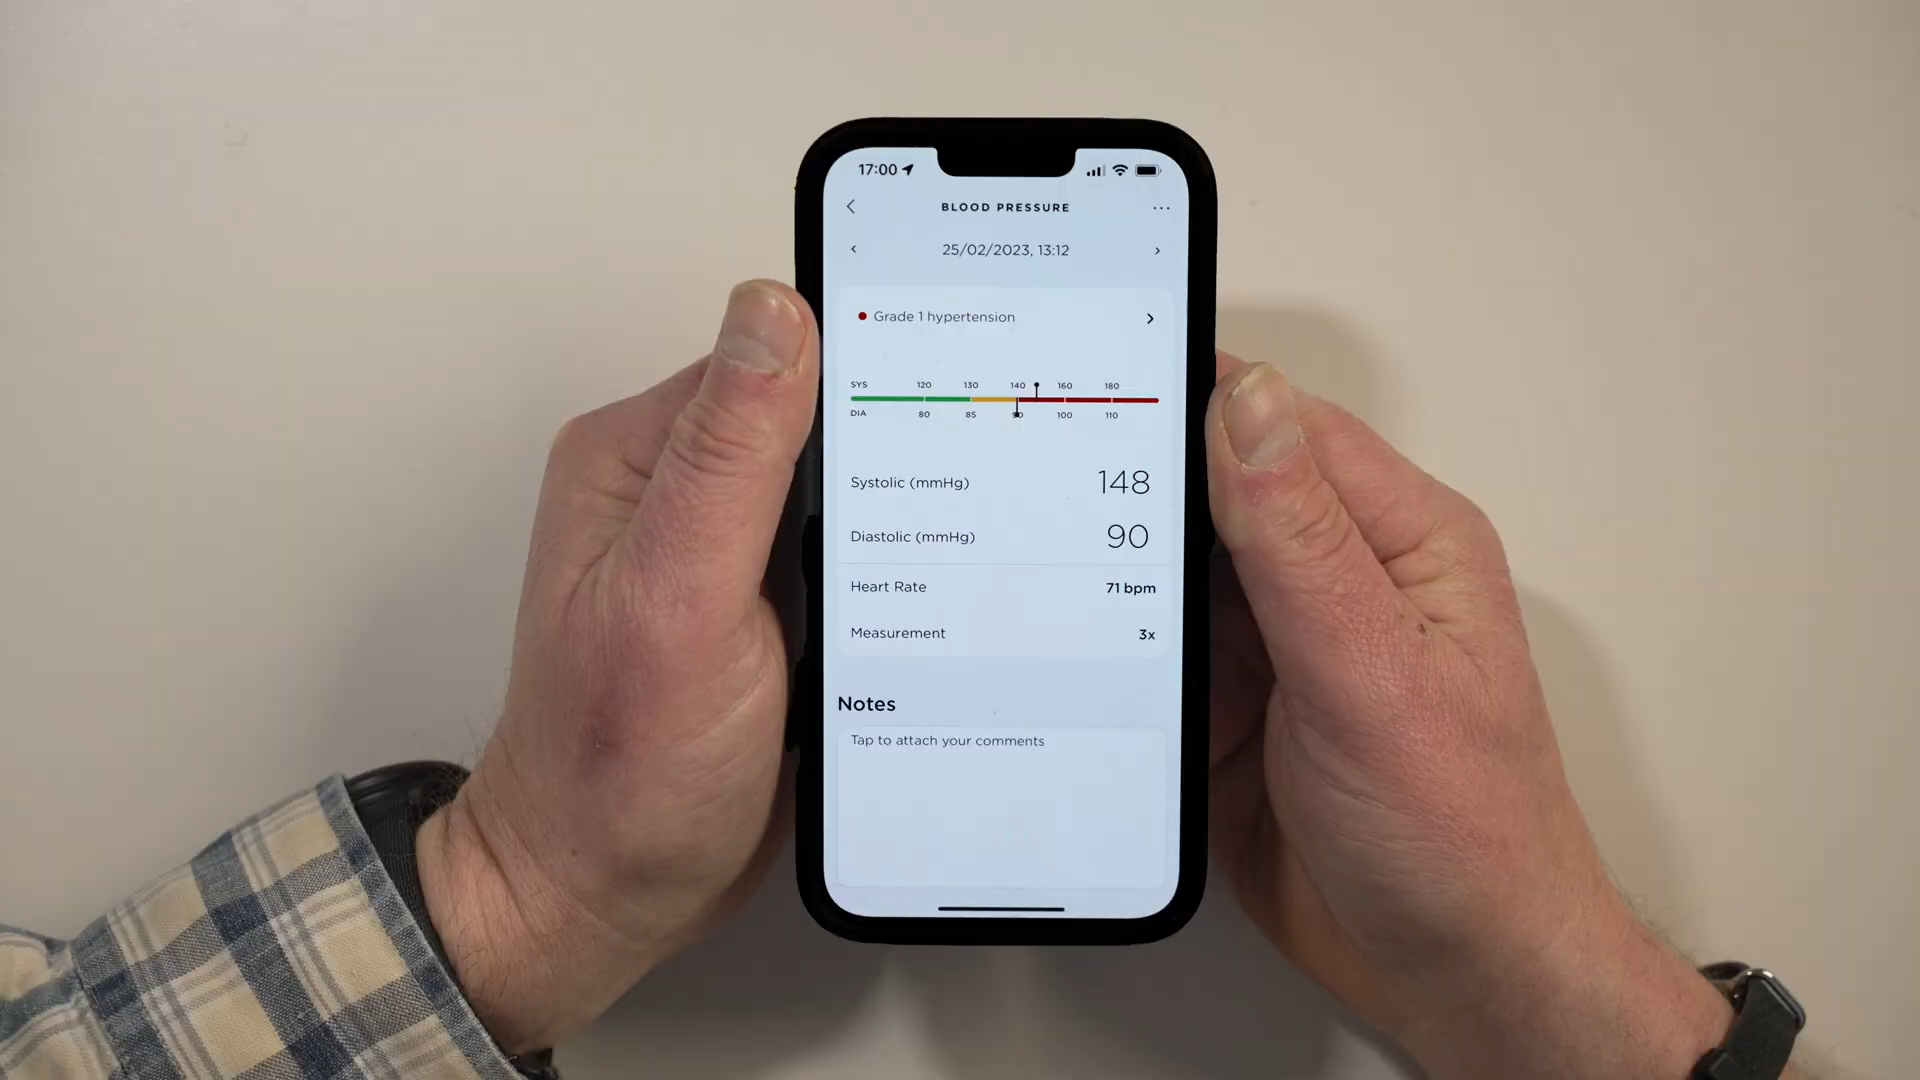 17:00
BLOOD PRESSURE
25/02/2023, 13:12
Grade 1 hypertension
SYS 120 130 140 160 180
DIA 80 85 90 100 110
Systolic (mmHg) 148
Diastolic (mmHg) 90
Heart Rate 71 bpm
Measurement 3x
Notes
Tap to attach your comments